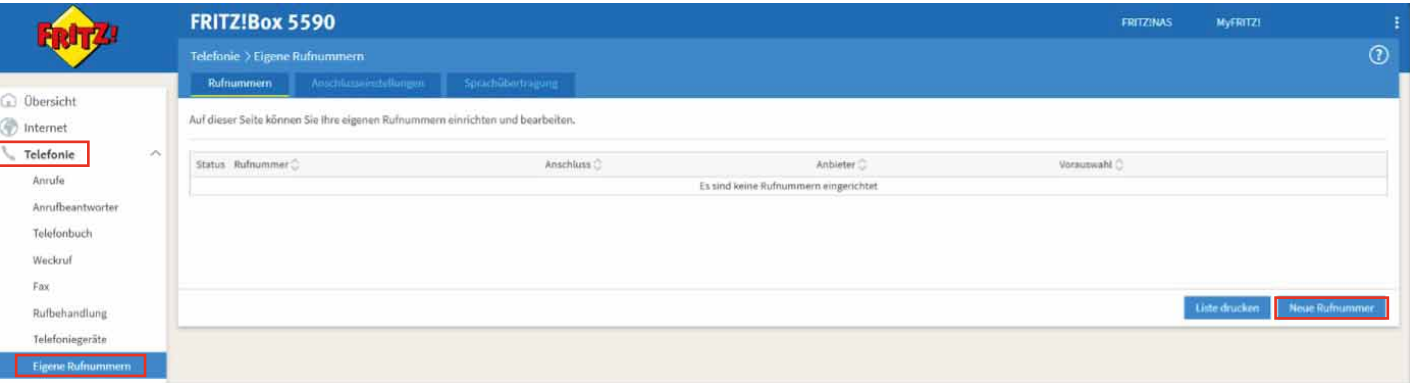 FRITZ!
FRITZ!Box 5590
FRITZ!NAS
MyFRITZ!
Telefonie > Eigene Rufnummern
Rufnummern
Anschlusseinstellungen
Sprachübertragung
Übersicht
Internet
Telefonie
Anrufe
Anrufbeantworter
Telefonbuch
Weckruf
Fax
Rufbehandlung
Telefoniegeräte
Eigene Rufnummern
Auf dieser Seite können Sie Ihre eigenen Rufnummern einrichten und bearbeiten.
Status Rufnummer Anschluss Anbieter Vorauswahl
Es sind keine Rufnummern eingerichtet
Liste drucken
Neue Rufnummer